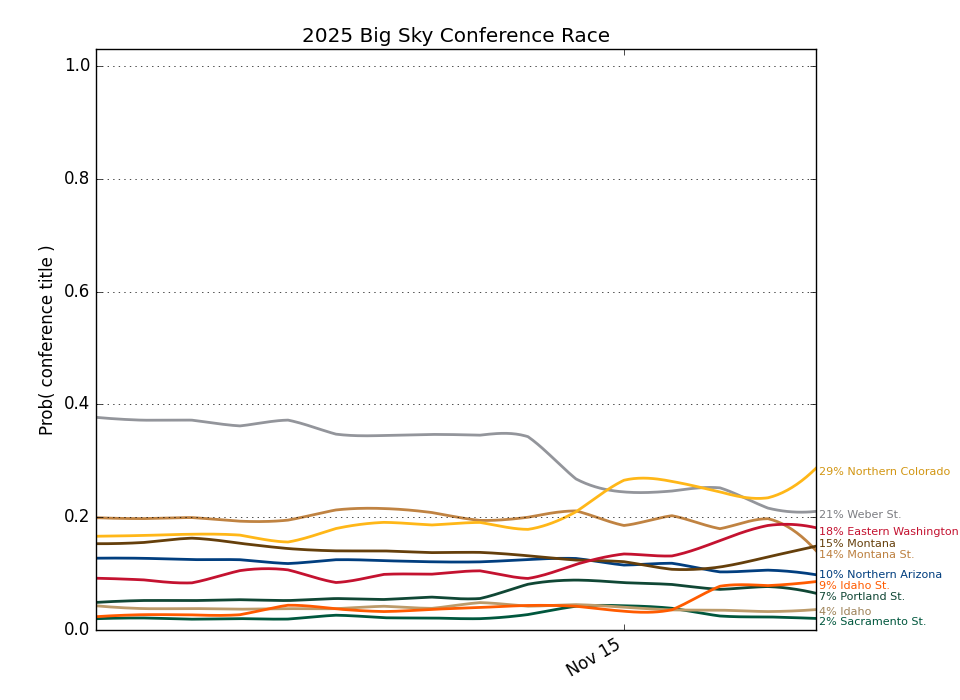 2025 Big Sky Conference Race
Prob( conference title )
1.0
0.8
0.6
0.4
0.2
0.0
Nov 15
29% Northern Colorado
21% Weber St.
18% Eastern Washington
15% Montana
14% Montana St.
10% Northern Arizona
9% Idaho St.
7% Portland St.
4% Idaho
2% Sacramento St.